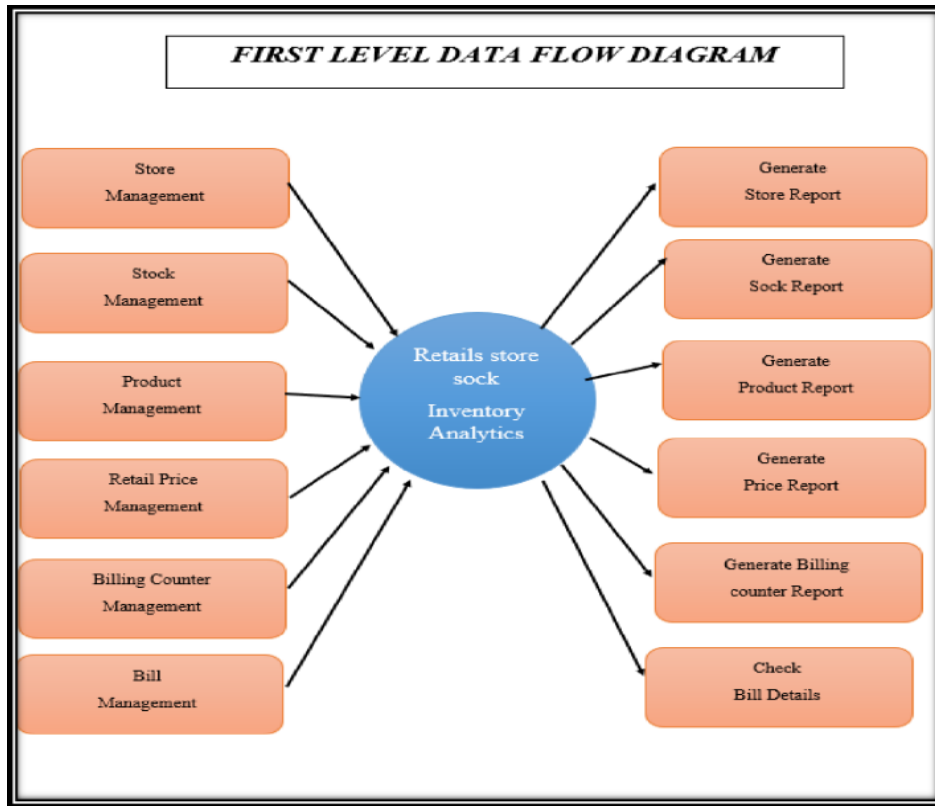 FIRST LEVEL DATA FLOW DIAGRAM
Store
Management
Stock
Management
Product
Management
Retail Price
Management
Billing Counter
Management
Bill
Management
Retails store
sock
Inventory
Analytics
Generate
Store Report
Generate
Sock Report
Generate
Product Report
Generate
Price Report
Generate Billing
counter Report
Check
Bill Details